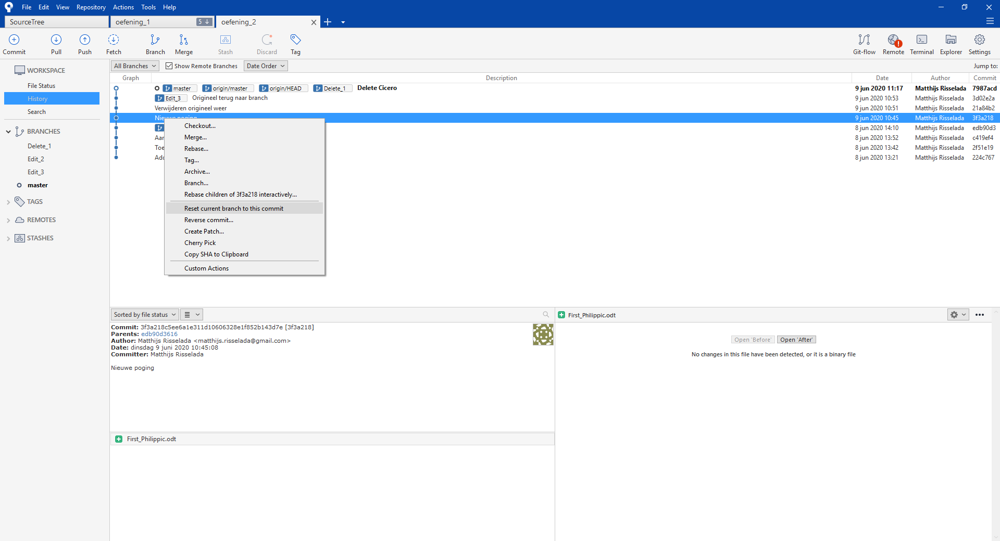 File Edit View Repository Actions Tools Help
SourceTree oefening_1 5 oefening_2
Commit Pull Push Fetch Branch Merge Stash Discard Tag Git-flow Remote Terminal Explorer Settings
WORKSPACE
File Status
History
Search
BRANCHES
Delete_1
Edit_2
Edit_3
master
TAGS
REMOTES
STASHES
All Branches Show Remote Branches Date Order Jump to:
Graph Description Date Author Commit
master origin/master origin/HEAD Delete_1 Delete Cicero 9 jun 2020 11:17 Matthijs Risselada 7987acd
Edit_3 Origineel terug naar branch 9 jun 2020 10:53 Matthijs Risselada 3d02e2a
Verwijderen origineel weer 9 jun 2020 10:51 Matthijs Risselada 21a84b2
Nieuwe poging 9 jun 2020 10:45 Matthijs Risselada 3f3a218
8 jun 2020 14:10 Matthijs Risselada edb90d3
Aar 8 jun 2020 13:52 Matthijs Risselada c419ef4
Toe 8 jun 2020 13:42 Matthijs Risselada 2f51e19
Add 8 jun 2020 13:21 Matthijs Risselada 224c767
Checkout...
Merge...
Rebase...
Tag...
Archive...
Branch...
Rebase children of 3f3a218 interactively...
Reset current branch to this commit
Reverse commit...
Create Patch...
Cherry Pick
Copy SHA to Clipboard
Custom Actions
Sorted by file status
Commit: 3f3a218c5ee6a1e311d10606328e1f852b143d7e [3f3a218]
Parents: edb90d3616
Author: Matthijs Risselada <matthijs.risselada@gmail.com>
Date: dinsdag 9 juni 2020 10:45:08
Committer: Matthijs Risselada
Nieuwe poging
First_Philippic.odt
First_Philippic.odt
Open 'Before' Open 'After'
No changes in this file have been detected, or it is a binary file